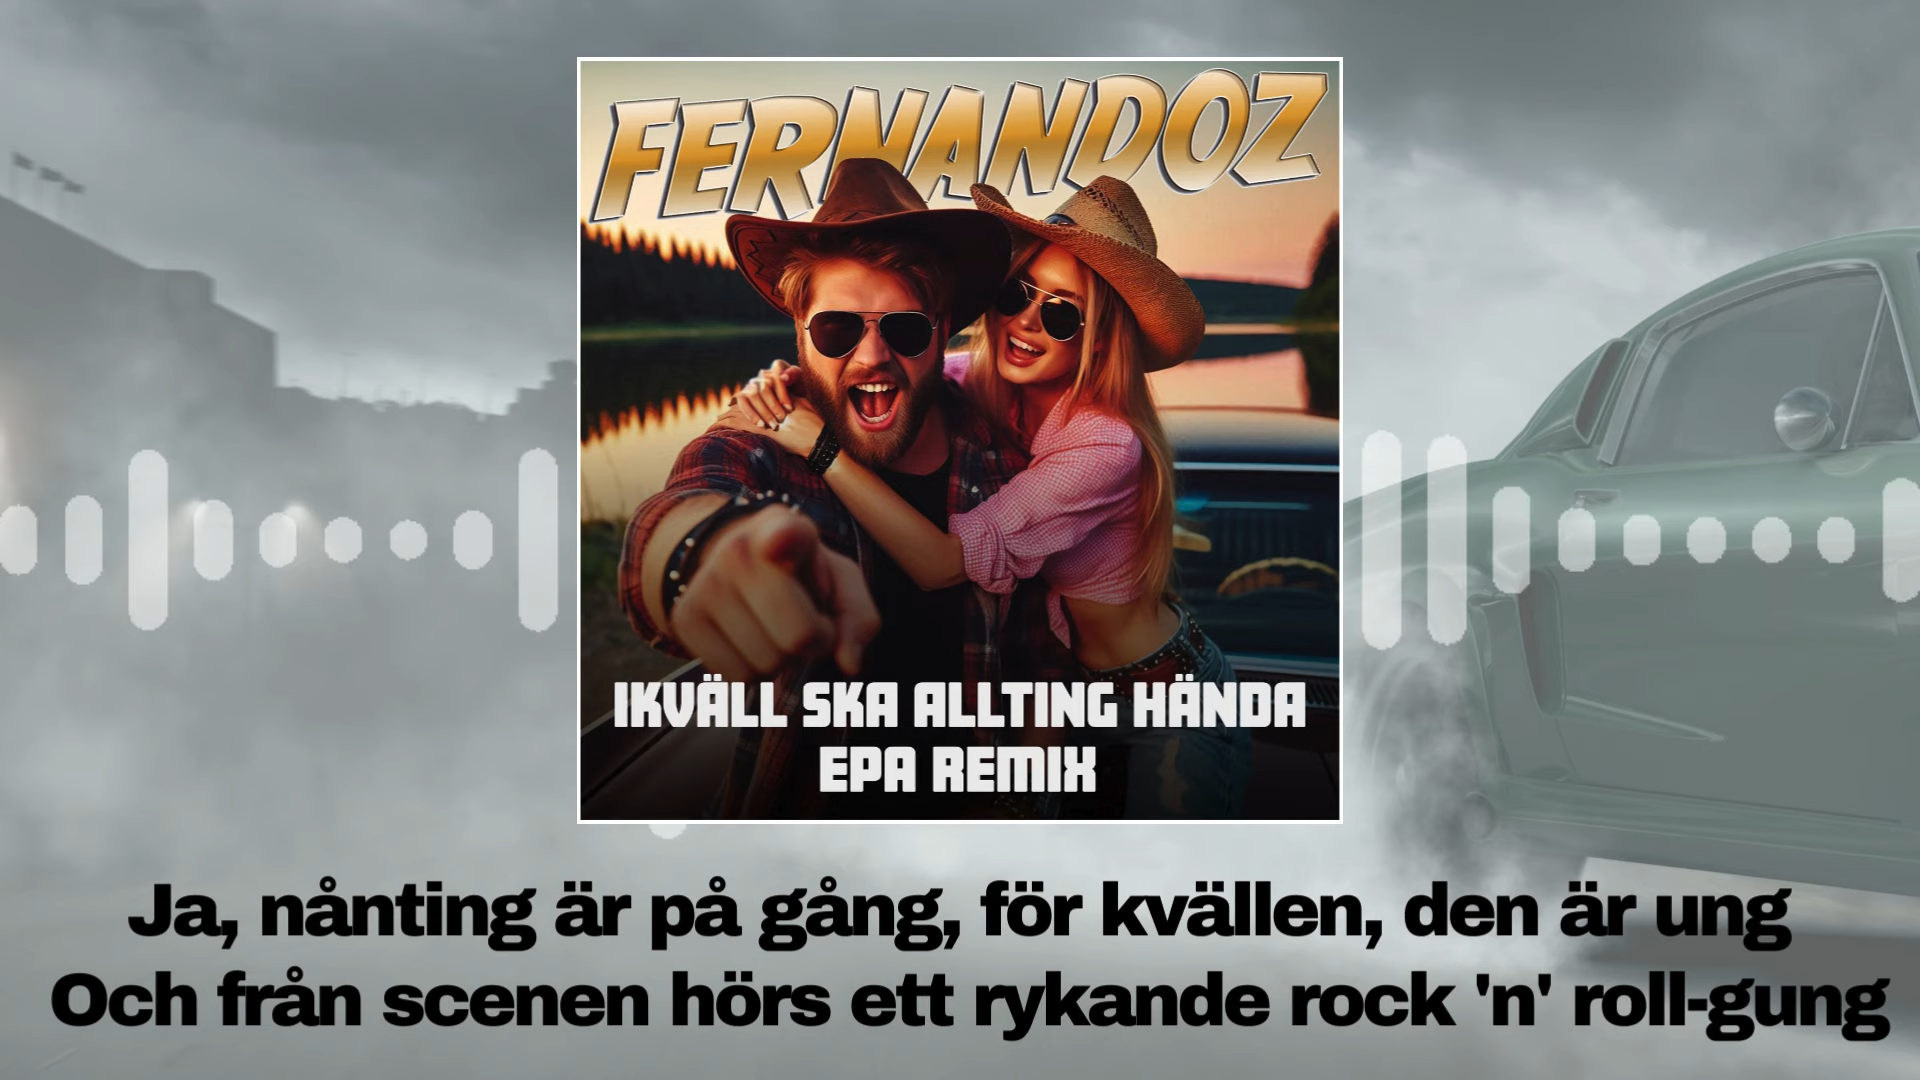 FERNANDOZ
IKVÄLL SKA ALLTING HÄNDA
EPA REMIX
Ja, nånting är på gång, för kvällen, den är ung
Och från scenen hörs ett rykande rock 'n' roll-gung